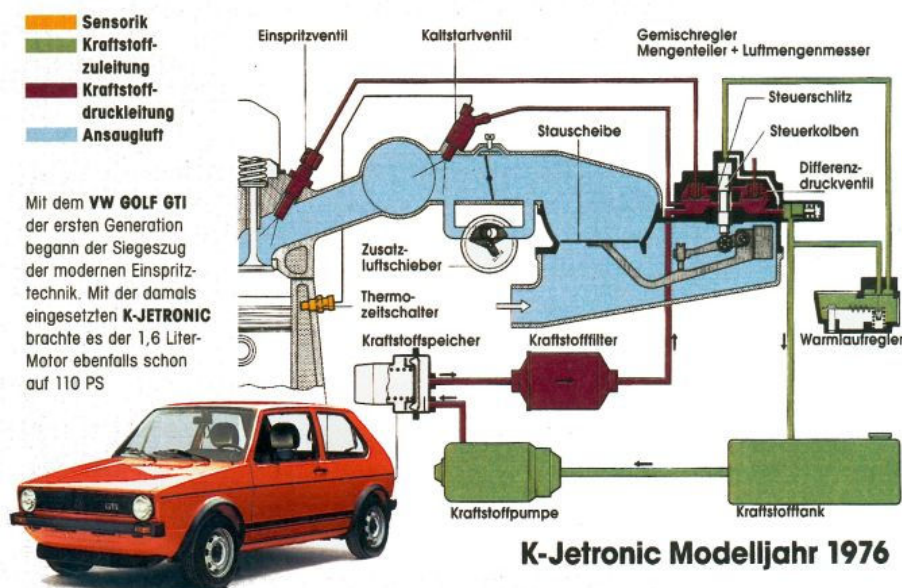 Sensorik
Kraftstoff-
zuleitung
Kraftstoff-
druckleitung
Ansaugluft
Mit dem VW GOLF GTI
der ersten Generation
begann der Siegeszug
der modernen Einspritz-
technik. Mit der damals
eingesetzten K-JETRONIC
brachte es der 1,6 Liter-
Motor ebenfalls schon
auf 110 PS
Einspritzventil
Kaltstartventil
Gemischregler
Mengenteiler + Luftmengenmesser
Steuerschlitz
Stauscheibe
Steuerkolben
Differenz-
druckventil
Zusatz-
luftschieber
Thermo-
zeitschalter
Warmlaufregler
Kraftstoffspeicher
Kraftstofffilter
Kraftstoffpumpe
Kraftstofftank
GTI
K-Jetronic Modelljahr 1976